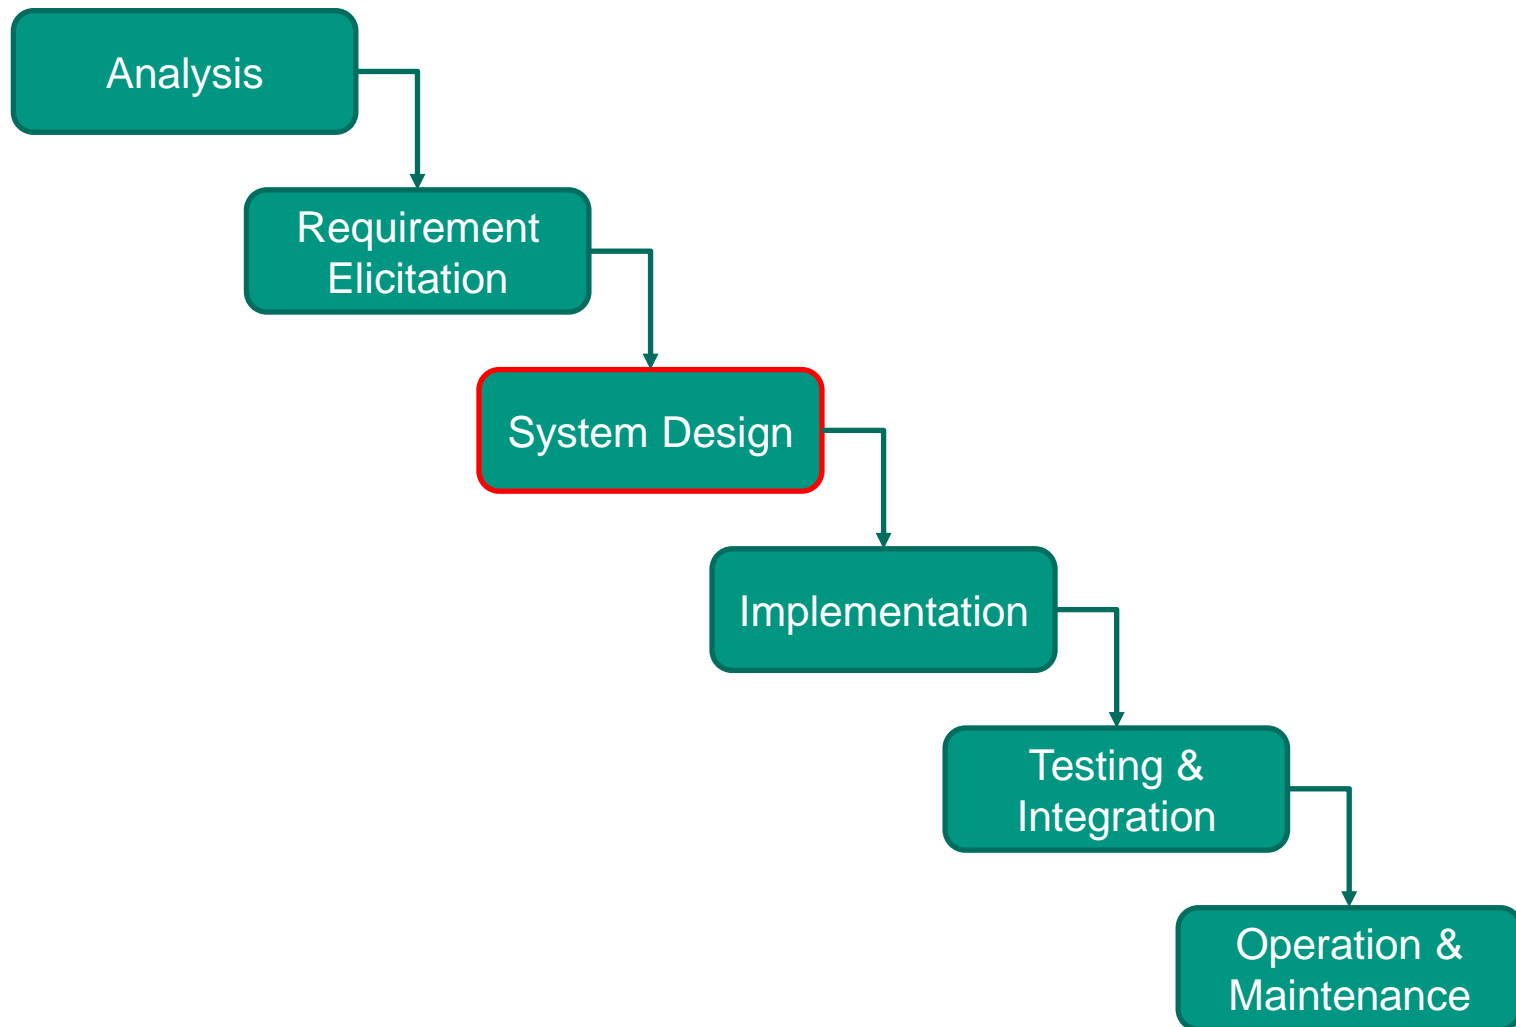 Analysis
Requirement
Elicitation
System Design
Implementation
Testing &
Integration
Operation &
Maintenance